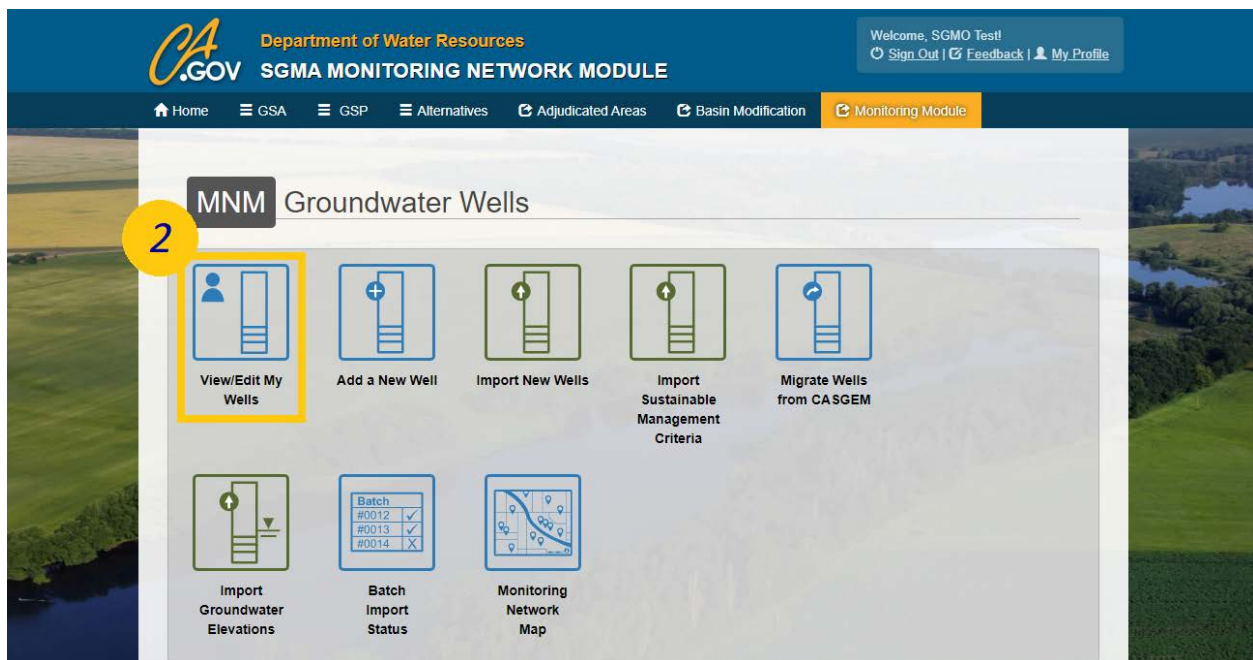 CA
.GOV
Department of Water Resources
SGMA MONITORING NETWORK MODULE
Welcome, SGMO Test!
Sign Out | Feedback | My Profile
Home GSA GSP Alternatives Adjudicated Areas Basin Modification Monitoring Module
MNM Groundwater Wells
2
View/Edit My
Wells
Add a New Well
Import New Wells
Import
Sustainable
Management
Criteria
Migrate Wells
from CASGEM
Import
Groundwater
Elevations
Batch
#0012
#0013
#0014 X
Batch
Import
Status
Monitoring
Network
Map